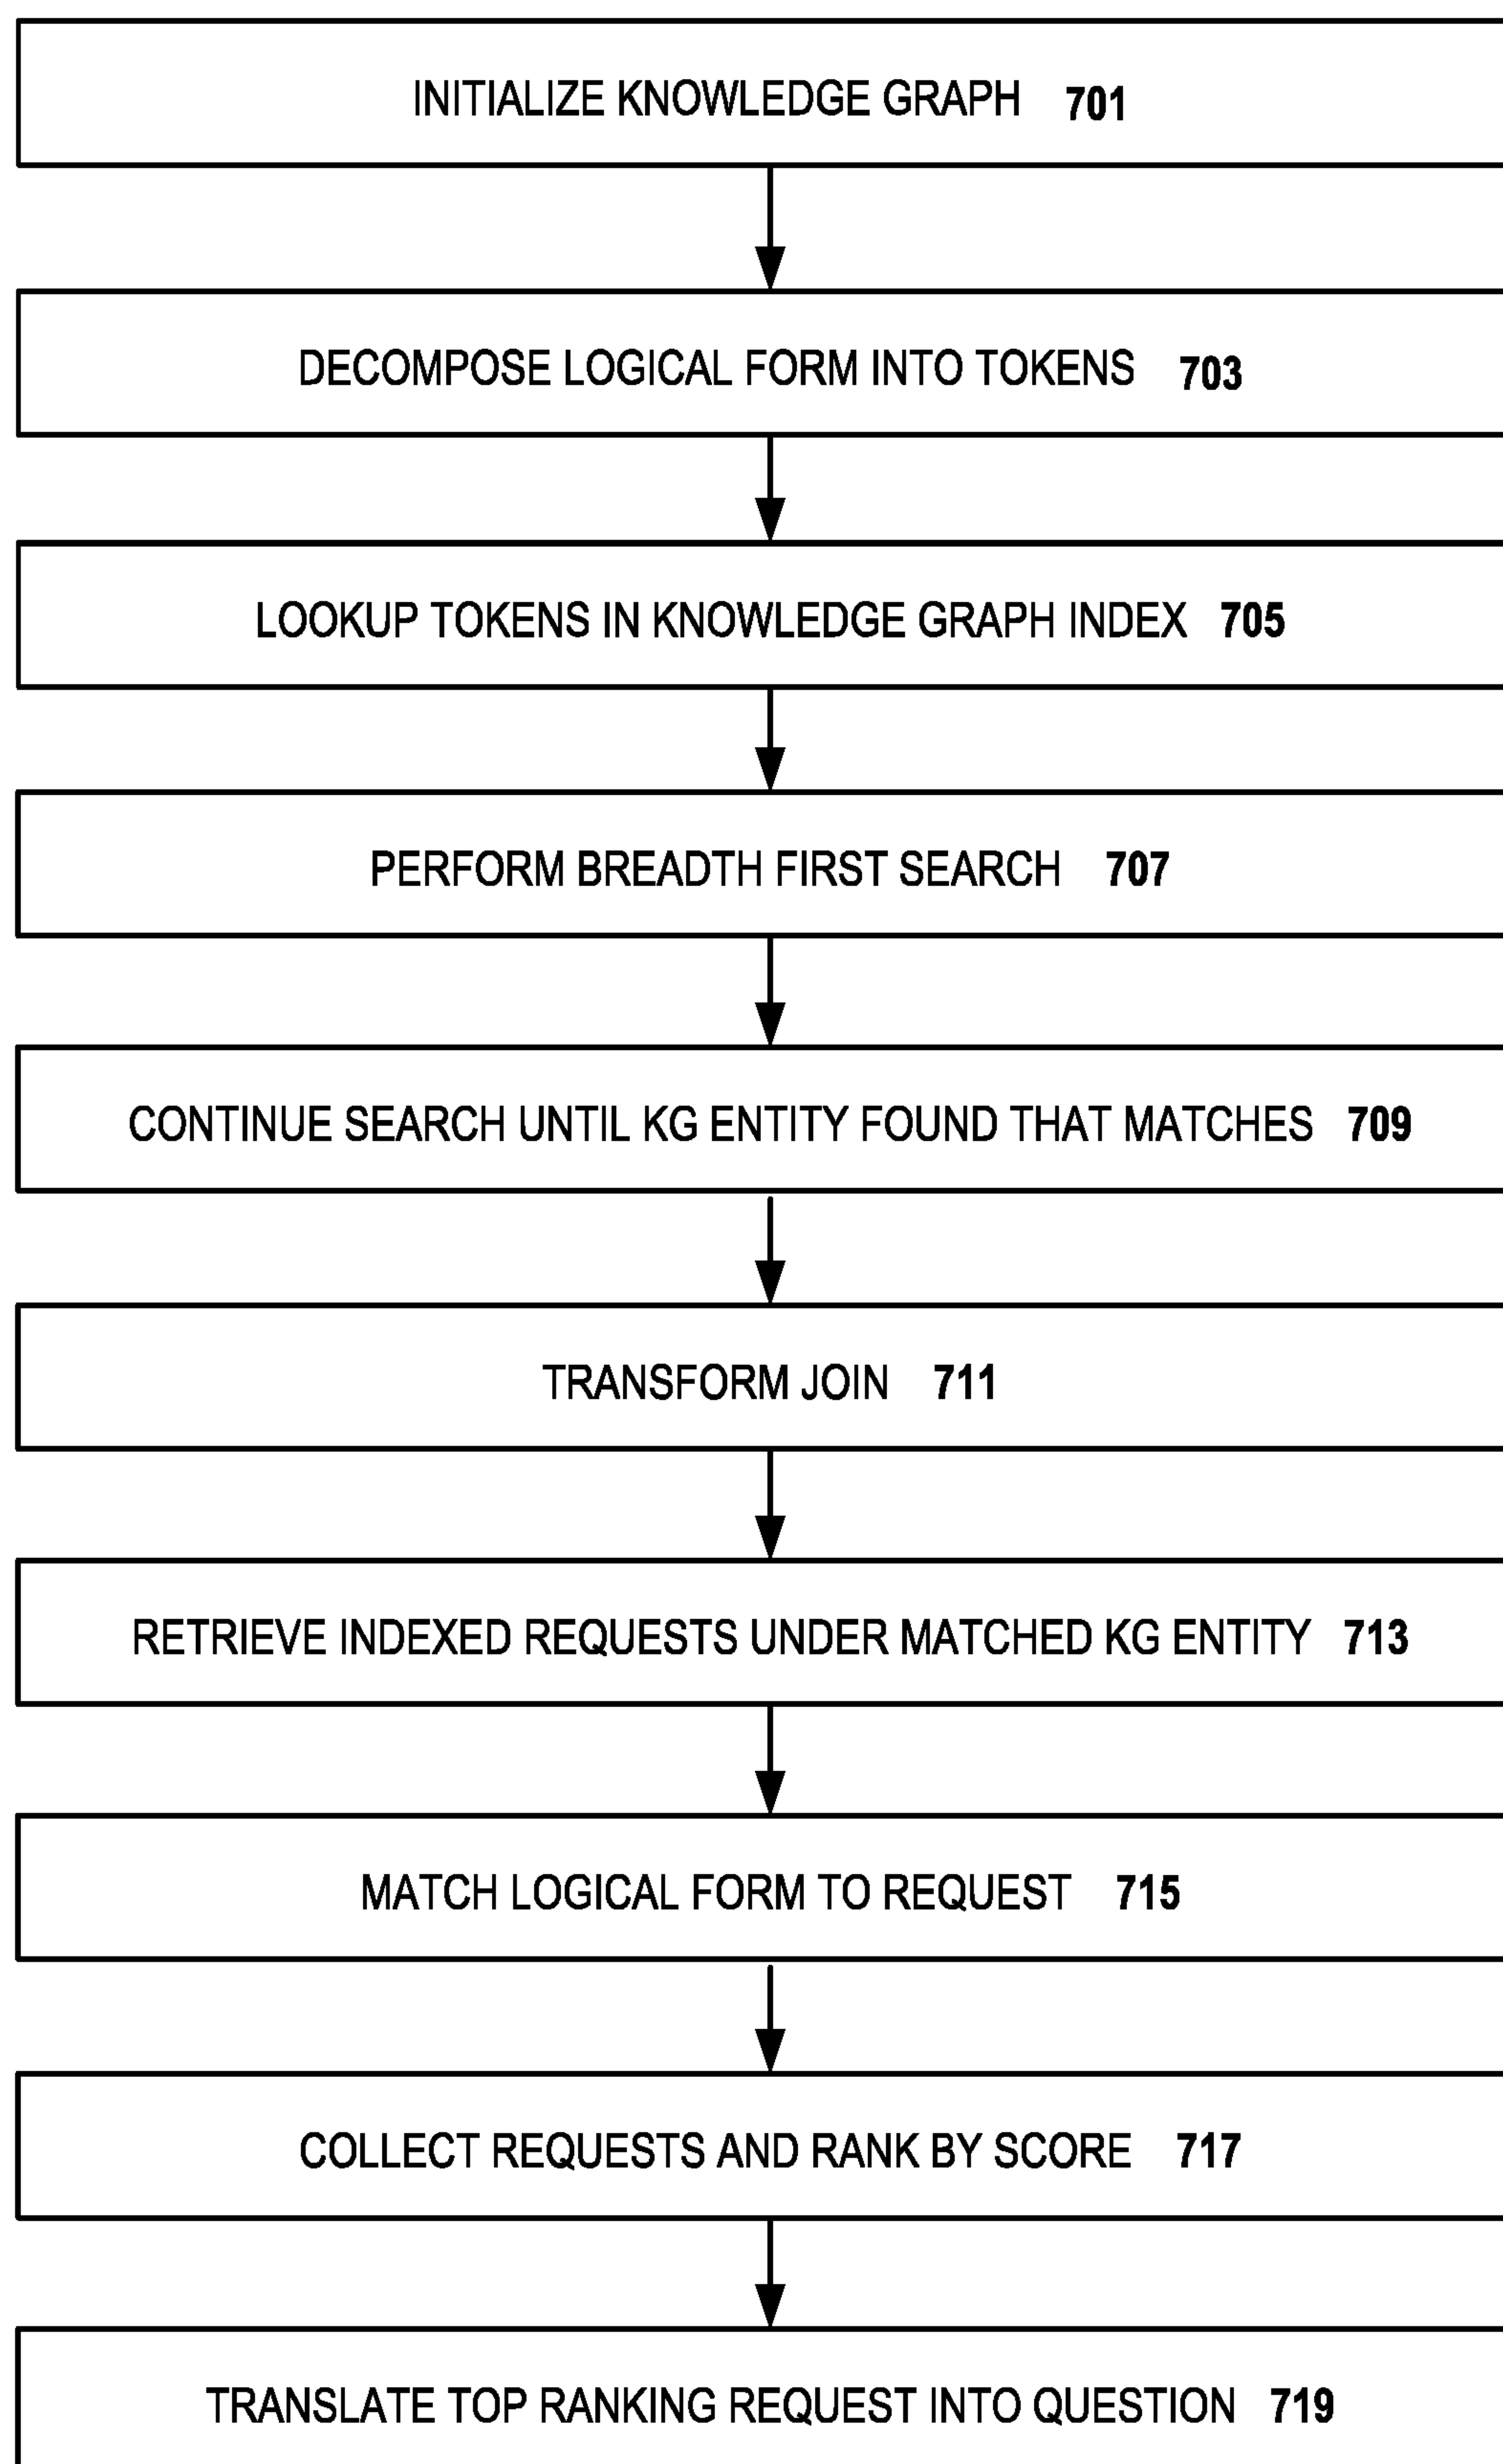 INITIALIZE KNOWLEDGE GRAPH 701
DECOMPOSE LOGICAL FORM INTO TOKENS 703
LOOKUP TOKENS IN KNOWLEDGE GRAPH INDEX 705
PERFORM BREADTH FIRST SEARCH 707
CONTINUE SEARCH UNTIL KG ENTITY FOUND THAT MATCHES 709
TRANSFORM JOIN 711
RETRIEVE INDEXED REQUESTS UNDER MATCHED KG ENTITY 713
MATCH LOGICAL FORM TO REQUEST 715
COLLECT REQUESTS AND RANK BY SCORE 717
TRANSLATE TOP RANKING REQUEST INTO QUESTION 719